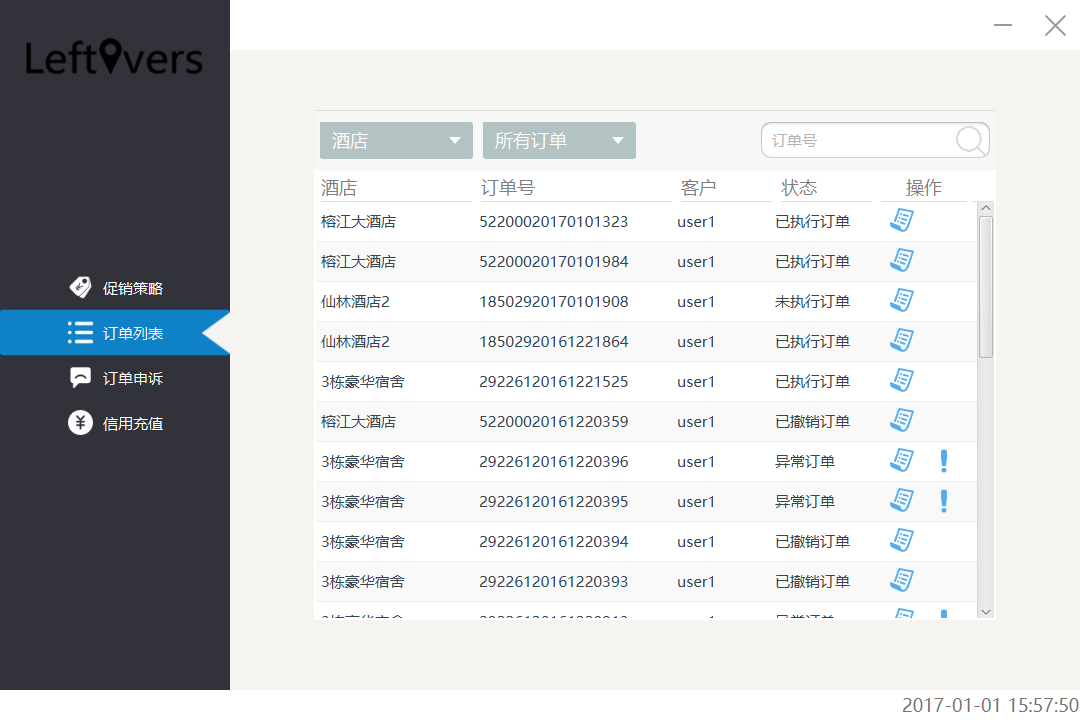 Leftovers
促销策略
订单列表
订单申诉
信用充值
酒店 所有订单 订单号
酒店 订单号 客户 状态 操作
榕江大酒店 52200020170101323 user1 已执行订单
榕江大酒店 52200020170101984 user1 已执行订单
仙林酒店2 18502920170101908 user1 未执行订单
仙林酒店2 18502920161221864 user1 已执行订单
3栋豪华宿舍 29226120161221525 user1 已执行订单
榕江大酒店 52200020161220359 user1 已撤销订单
3栋豪华宿舍 29226120161220396 user1 异常订单
3栋豪华宿舍 29226120161220395 user1 异常订单
3栋豪华宿舍 29226120161220394 user1 已撤销订单
3栋豪华宿舍 29226120161220393 user1 已撤销订单
2017-01-01 15:57:50